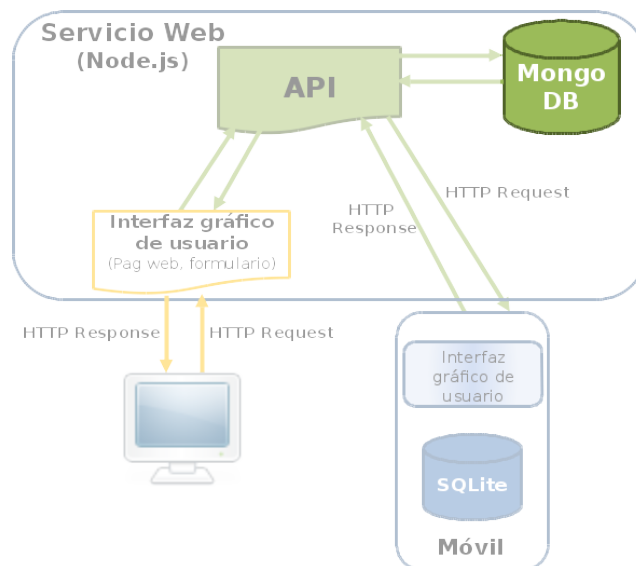 Servicio Web
(Node.js)
API
Mongo
DB
HTTP Request
HTTP
Response
Interfaz gráfico
de usuario
(Pag web, formulario)
HTTP Response
HTTP Request
Interfaz
gráfico de
usuario
SQLite
Móvil